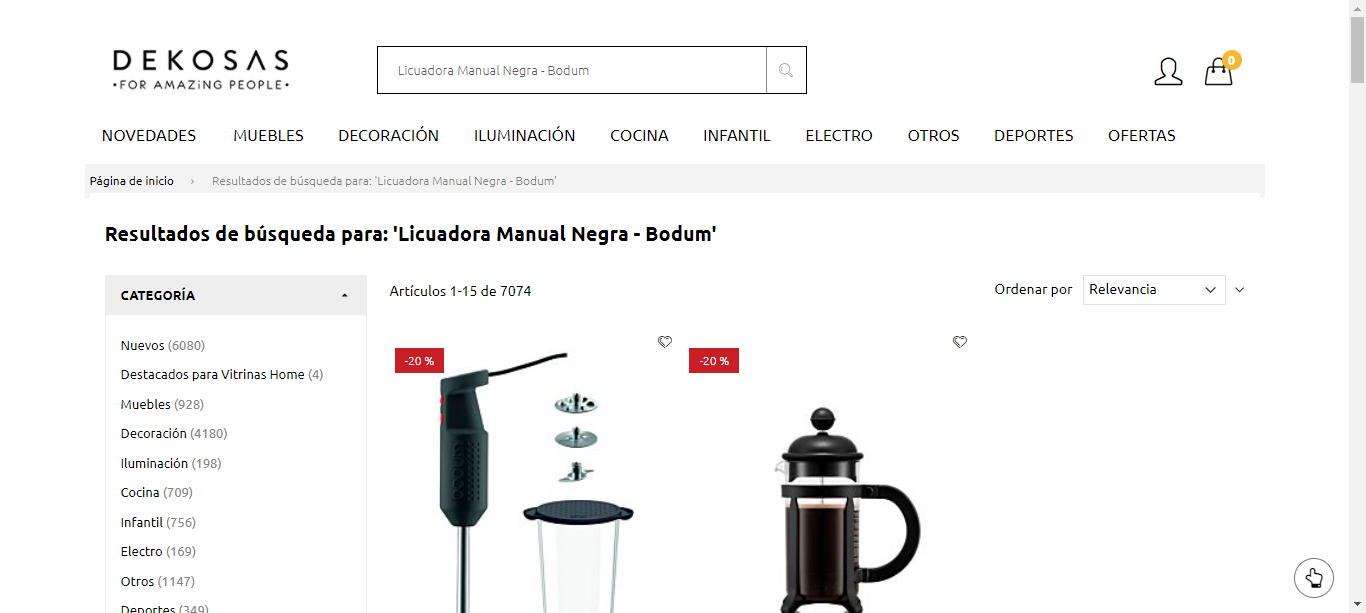 DEKOSAS
•FOR AMAZiNG PEOPLE•
Licuadora Manual Negra - Bodum
0
NOVEDADES MUEBLES DECORACIÓN ILUMINACIÓN COCINA INFANTIL ELECTRO OTROS DEPORTES OFERTAS
Página de inicio › Resultados de búsqueda para: 'Licuadora Manual Negra - Bodum'
Resultados de búsqueda para: 'Licuadora Manual Negra - Bodum'
CATEGORÍA
Artículos 1-15 de 7074
Ordenar por Relevancia
Nuevos (6080)
Destacados para Vitrinas Home (4)
Muebles (928)
Decoración (4180)
Iluminación (198)
Cocina (709)
Infantil (756)
Electro (169)
Otros (1147)
Deportes (349)
-20 %
bodum
-20 %